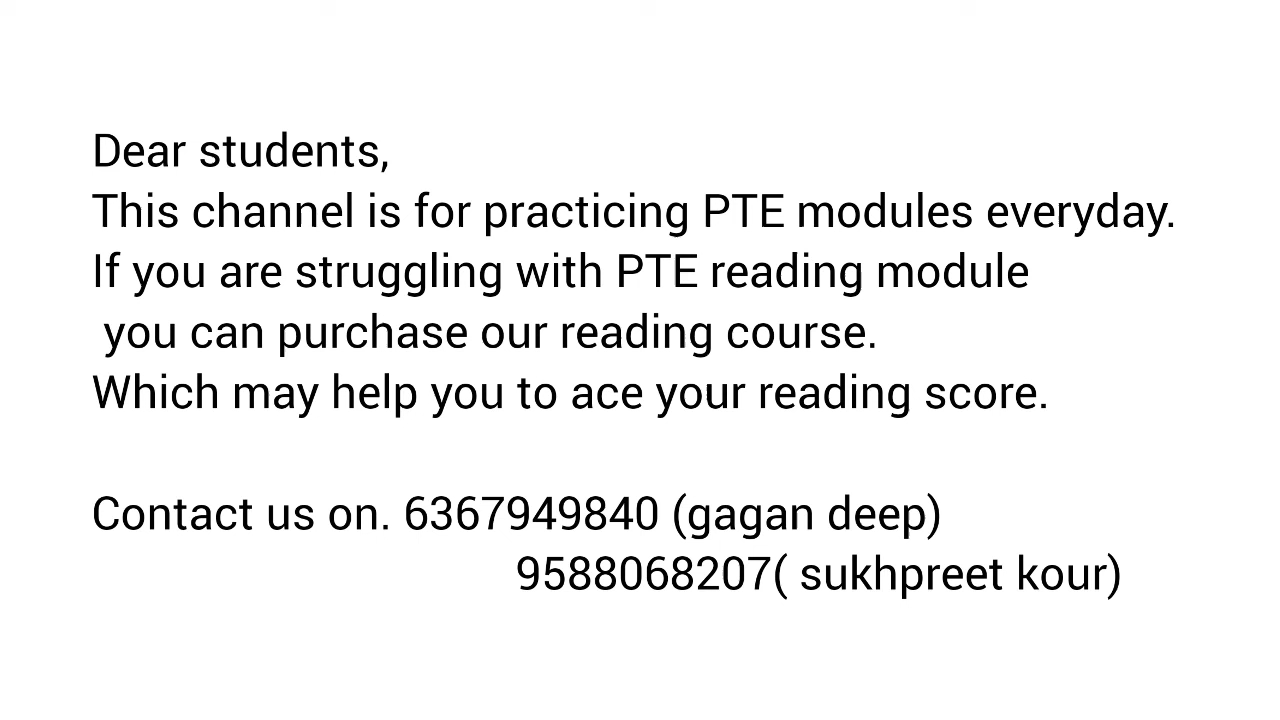 Dear students,
This channel is for practicing PTE modules everyday.
If you are struggling with PTE reading module
you can purchase our reading course.
Which may help you to ace your reading score.
Contact us on. 6367949840 (gagan deep)
9588068207( sukhpreet kour)